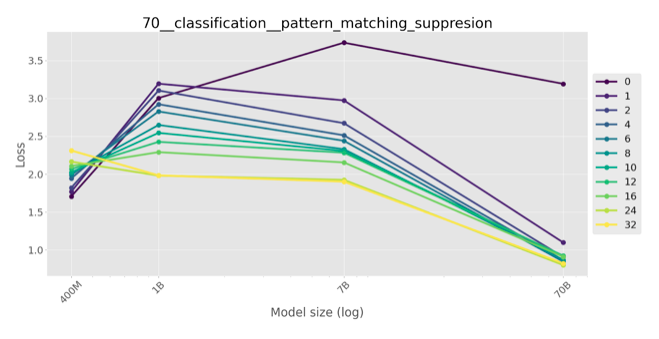 70__classification__pattern_matching_suppresion
3.5
3.0
2.5
2.0
1.5
1.0
Loss
400M
1B
7B
70B
Model size (log)
0
1
2
4
6
8
10
12
16
24
32